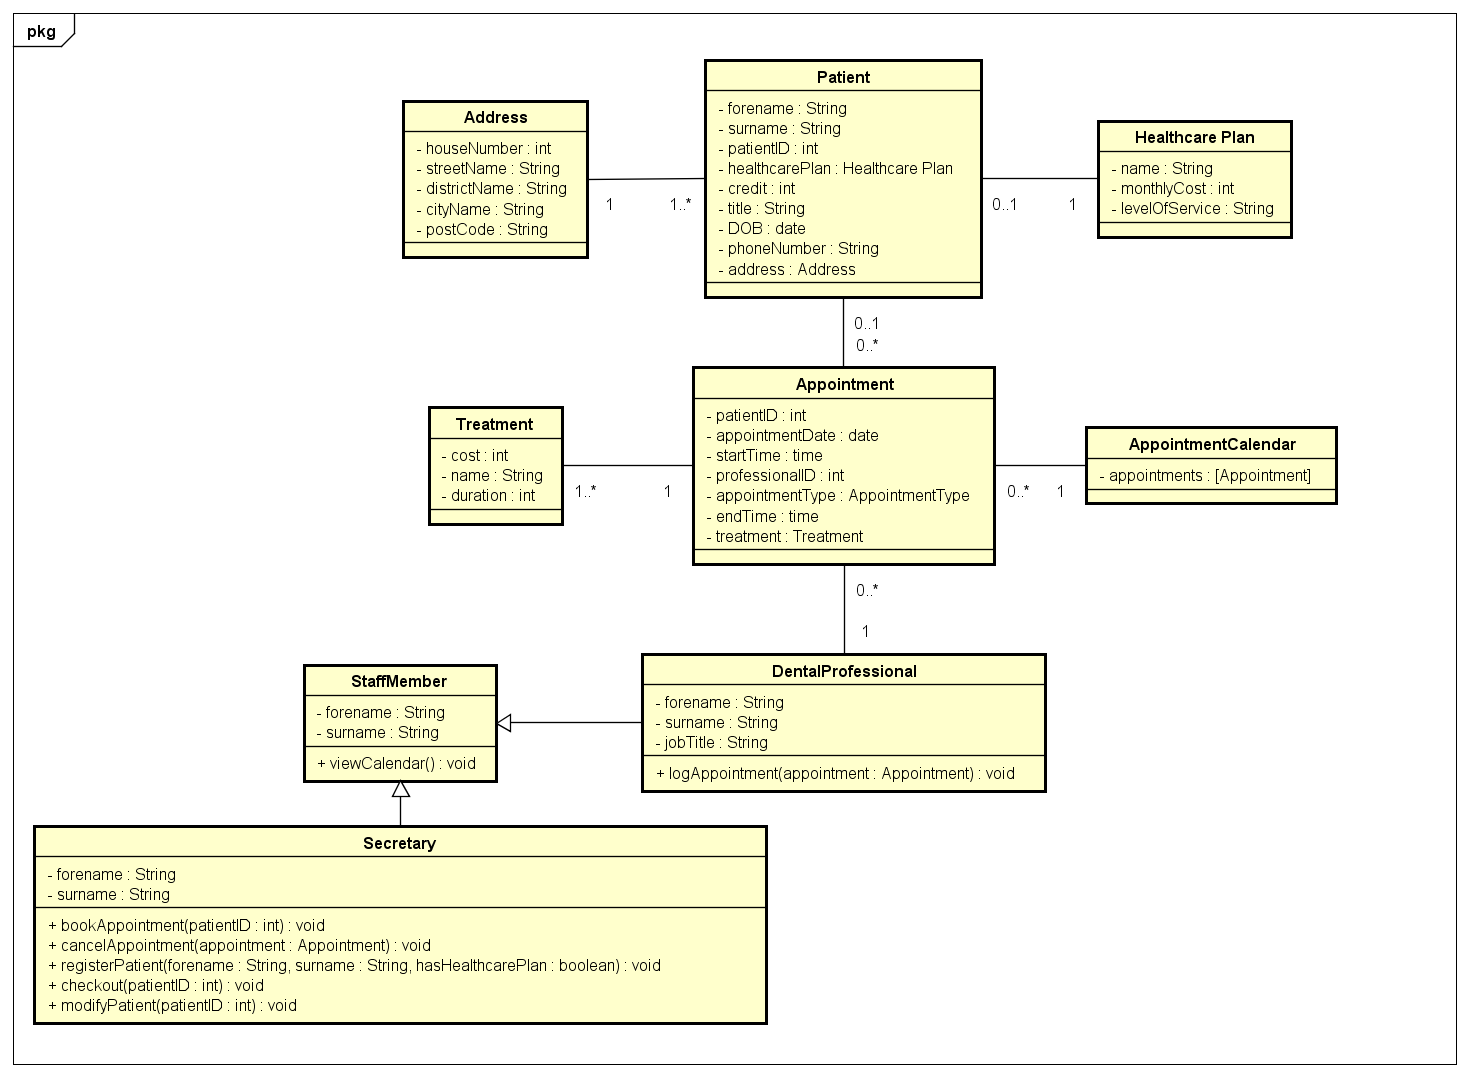 pkg
Patient
- forename : String
- surname : String
- patientID : int
- healthcarePlan : Healthcare Plan
- credit : int
- title : String
- DOB : date
- phoneNumber : String
- address : Address
Address
- houseNumber : int
- streetName : String
- districtName : String
- cityName : String
- postCode : String
Healthcare Plan
- name : String
- monthlyCost : int
- levelOfService : String
1
1..*
0..1
1
0..1
0..*
Appointment
- patientID : int
- appointmentDate : date
- startTime : time
- professionalID : int
- appointmentType : AppointmentType
- endTime : time
- treatment : Treatment
Treatment
- cost : int
- name : String
- duration : int
AppointmentCalendar
- appointments : [Appointment]
1..*
1
0..*
1
0..*
1
StaffMember
- forename : String
- surname : String
+ viewCalendar() : void
DentalProfessional
- forename : String
- surname : String
- jobTitle : String
+ logAppointment(appointment : Appointment) : void
Secretary
- forename : String
- surname : String
+ bookAppointment(patientID : int) : void
+ cancelAppointment(appointment : Appointment) : void
+ registerPatient(forename : String, surname : String, hasHealthcarePlan : boolean) : void
+ checkout(patientID : int) : void
+ modifyPatient(patientID : int) : void